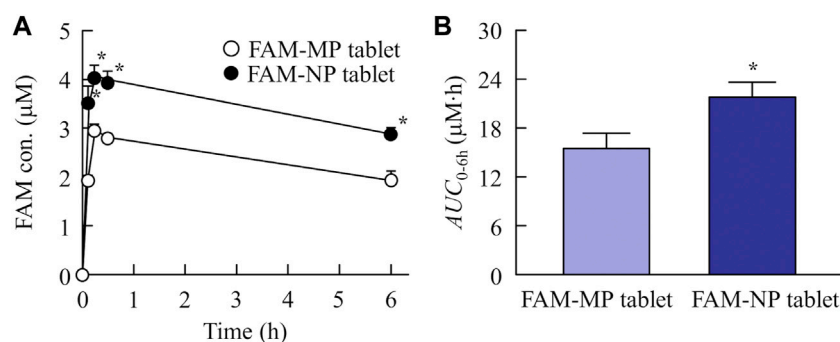 A
FAM con. (µM)
5
4
3
2
1
0
FAM-MP tablet
FAM-NP tablet
*
*
*
*
0 1 2 3 4 5 6
Time (h)
B
AUC0-6h (µM·h)
30
24
18
12
6
0
*
FAM-MP tablet FAM-NP tablet